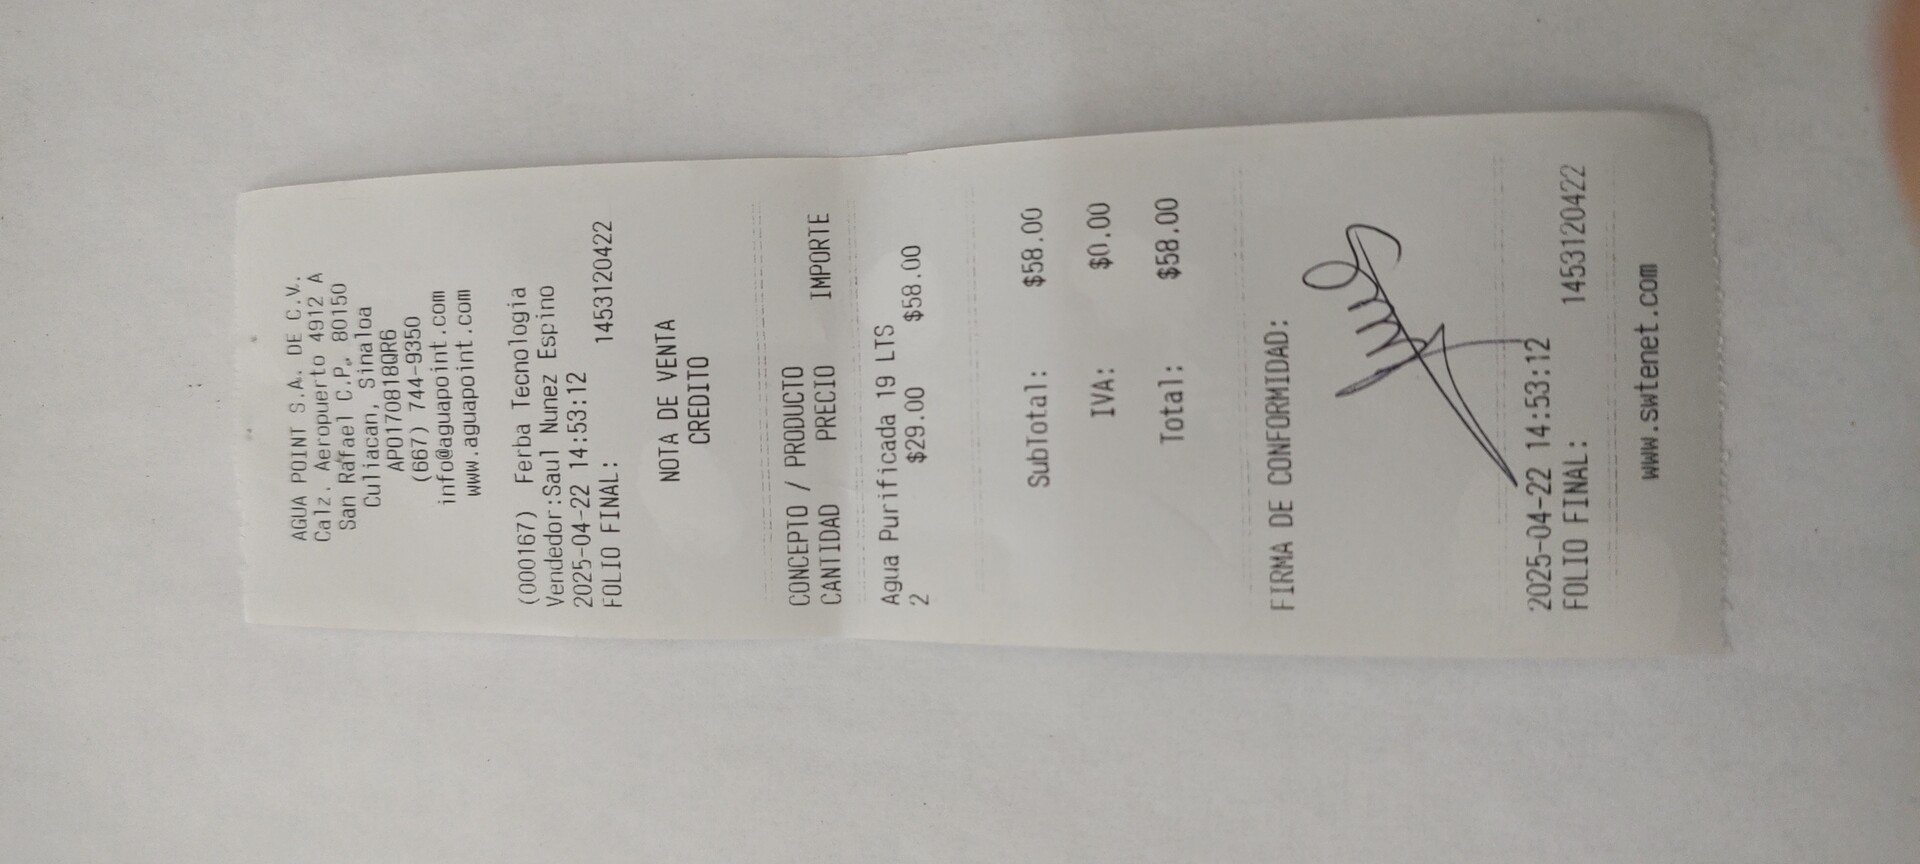 AGUA POINT S.A. DE C.V.
Calz. Aeropuerto 4912 A
San Rafael C.P. 80150
Culiacan, Sinaloa
APO170818QR6
(667) 744-9350
info@aguapoint.com
www.aguapoint.com
(000167) Ferba Tecnologia
Vendedor:Saul Nunez Espino
2025-04-22 14:53:12
FOLIO FINAL: 1453120422
NOTA DE VENTA
CREDITO
CONCEPTO / PRODUCTO
CANTIDAD PRECIO IMPORTE
Agua Purificada 19 LTS
2 $29.00 $58.00
SubTotal: $58.00
IVA: $0.00
Total: $58.00
FIRMA DE CONFORMIDAD:
2025-04-22 14:53:12
FOLIO FINAL: 1453120422
www.swtenet.com